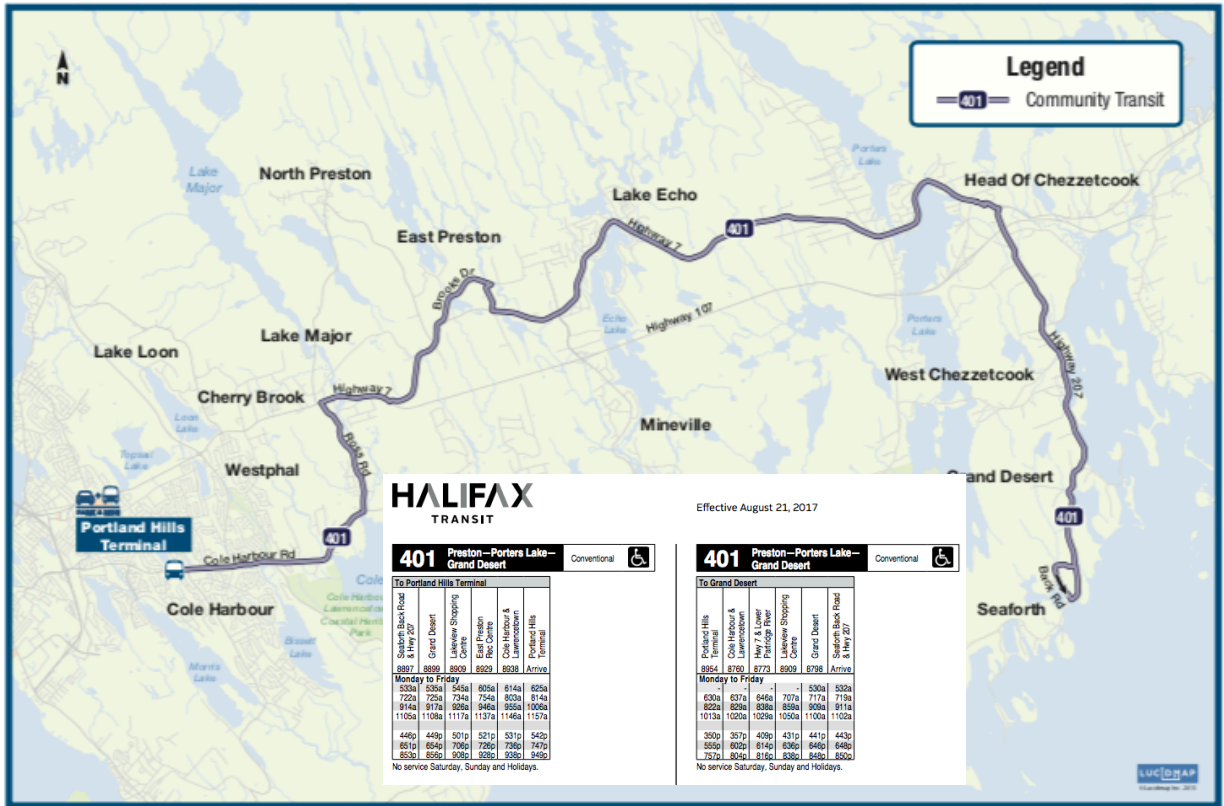 N
Legend
401 Community Transit
Porters
Lake
Lake
Major
North Preston
Head Of Chezzetcook
Lake Echo
East Preston
Highway 7
401
Brooks Dr
Echo
Lake
Highway 107
Porters
Lake
Lake Major
Lake Loon
Highway 207
West Chezzetcook
Highway 7
Cherry Brook
Loon
Lake
Mineville
Ross Rd
Topsail
Lake
Westphal
Grand Desert
PARK & RIDE
Portland Hills
Terminal
401
401
Cole Harbour Rd
Cole
Cole Harbour
Lawrencetown
Coastal Heritage
Park
Back Rd
Cole Harbour
Seaforth
Bissett
Lake
Morris
Lake
HALIFAX
TRANSIT
Effective August 21, 2017
401 Preston—Porters Lake—
Grand Desert
Conventional
To Portland Hills Terminal
Seaforth Back Road & Hwy 207
Grand Desert
Lakeview Shopping Centre
East Preston Rec Centre
Cole Harbour & Lawrencetown
Portland Hills Terminal
8897 8899 8909 8929 8938 Arrive
Monday to Friday
533a 535a 545a 605a 614a 625a
722a 725a 734a 754a 803a 814a
914a 917a 926a 946a 955a 1006a
1105a 1108a 1117a 1137a 1146a 1157a
446p 449p 501p 521p 531p 542p
651p 654p 706p 726p 736p 747p
853p 856p 908p 928p 938p 949p
No service Saturday, Sunday and Holidays.
401 Preston—Porters Lake—
Grand Desert
Conventional
To Grand Desert
Portland Hills Terminal
Cole Harbour & Lawrencetown
Hwy 7 & Lower Partridge River
Lakeview Shopping Centre
Grand Desert
Seaforth Back Road & Hwy 207
8954 8760 8773 8909 8798 Arrive
Monday to Friday
- - - - 530a 532a
630a 637a 646a 707a 717a 719a
822a 829a 838a 859a 909a 911a
1013a 1020a 1029a 1050a 1100a 1102a
350p 357p 409p 431p 441p 443p
555p 602p 614p 636p 646p 648p
757p 804p 816p 838p 848p 850p
No service Saturday, Sunday and Holidays.
LUCIDMAP